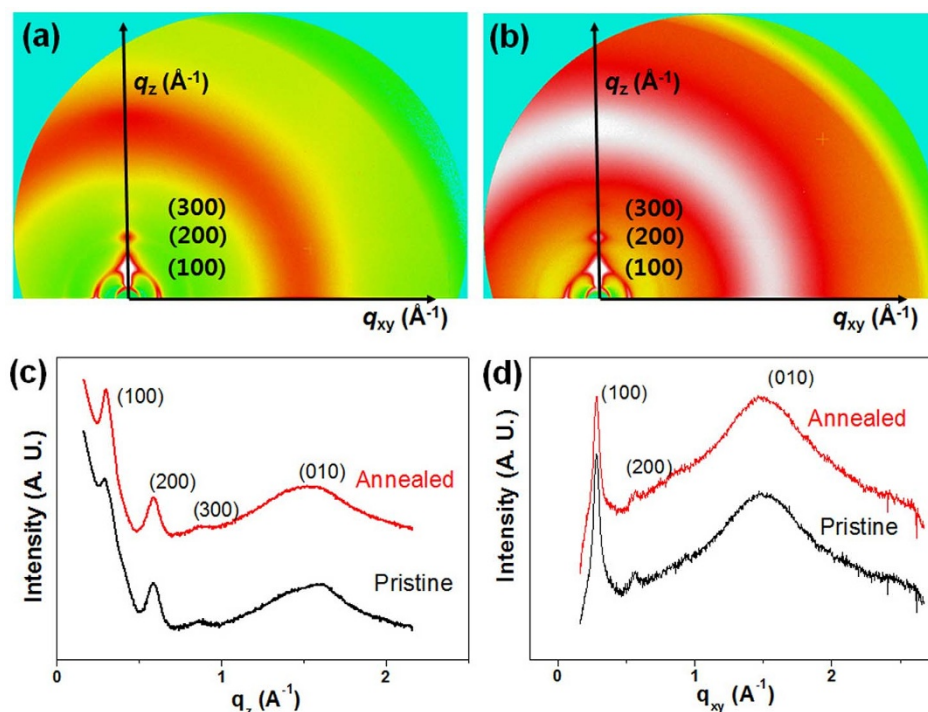 (a)
qz (Å-1)
(300)
(200)
(100)
qxy (Å-1)
(b)
qz (Å-1)
(300)
(200)
(100)
qxy (Å-1)
(c)
Intensity (A. U.)
(100)
(200)
(300)
(010)
Annealed
Pristine
0
1
2
qz (A-1)
(d)
Intensity (A. U.)
(100)
(200)
(010)
Annealed
Pristine
0
1
2
qxy (A-1)